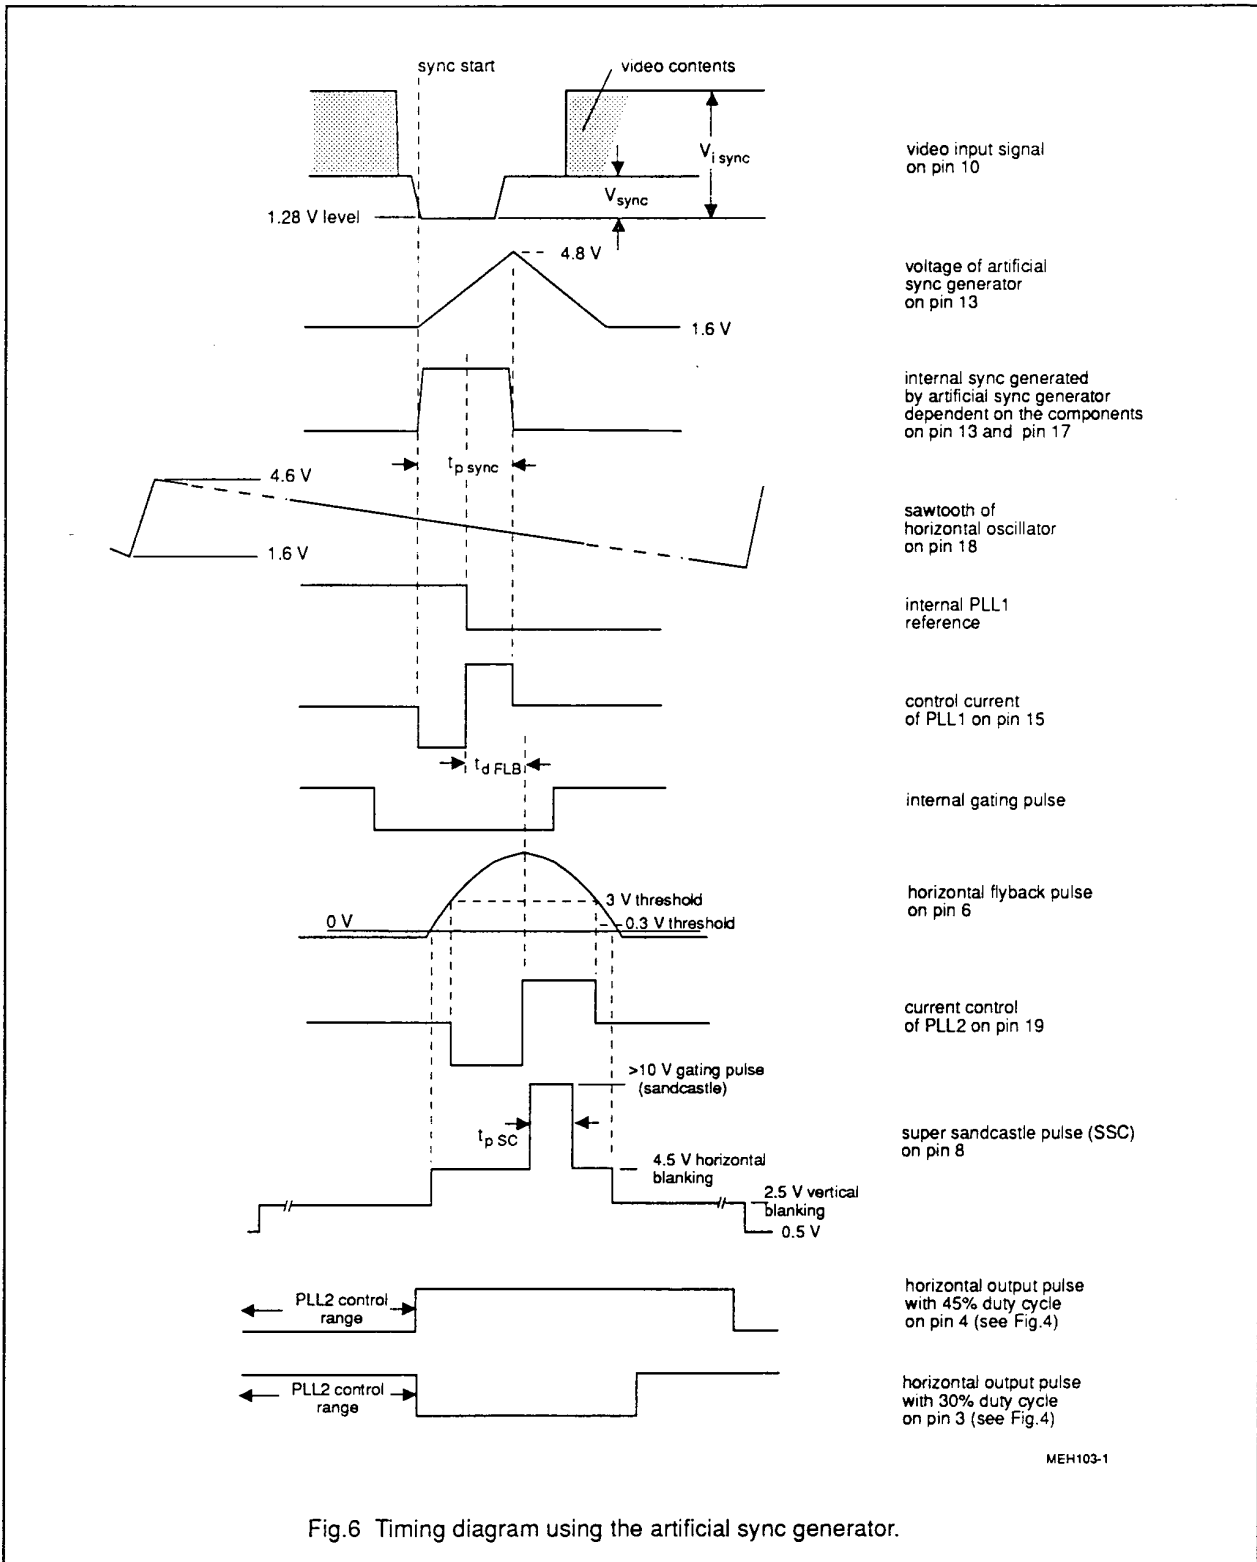 sync start
video contents
V i sync
V sync
1.28 V level
video input signal
on pin 10
4.8 V
1.6 V
voltage of artificial
sync generator
on pin 13
internal sync generated
by artificial sync generator
dependent on the components
on pin 13 and pin 17
t p sync
4.6 V
1.6 V
sawtooth of
horizontal oscillator
on pin 18
internal PLL1
reference
control current
of PLL1 on pin 15
t d FLB
internal gating pulse
3 V threshold
0 V
0.3 V threshold
horizontal flyback pulse
on pin 6
current control
of PLL2 on pin 19
>10 V gating pulse
(sandcastle)
t p SC
4.5 V horizontal
blanking
super sandcastle pulse (SSC)
on pin 8
2.5 V vertical
blanking
0.5 V
PLL2 control
range
horizontal output pulse
with 45% duty cycle
on pin 4 (see Fig.4)
PLL2 control
range
horizontal output pulse
with 30% duty cycle
on pin 3 (see Fig.4)
MEH103-1
Fig.6 Timing diagram using the artificial sync generator.